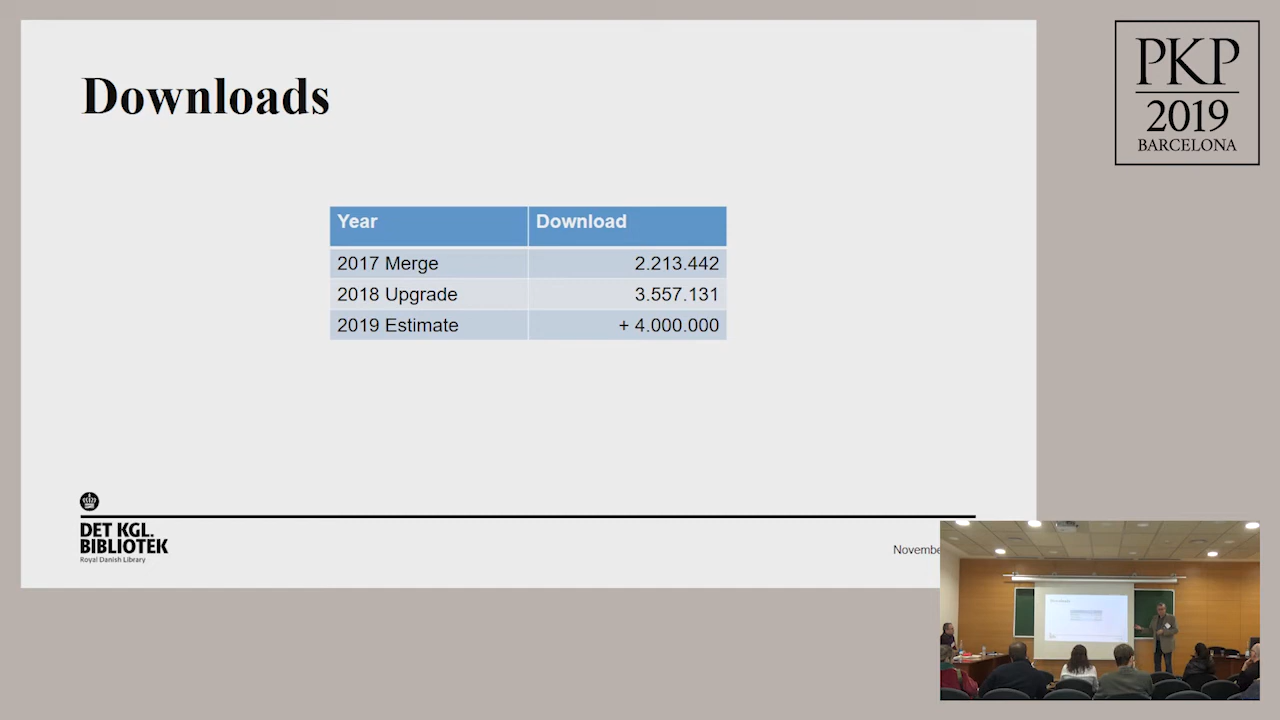 Downloads
Year Download
2017 Merge 2.213.442
2018 Upgrade 3.557.131
2019 Estimate + 4.000.000
DET KGL.
BIBLIOTEK
Royal Danish Library
PKP
2019
BARCELONA